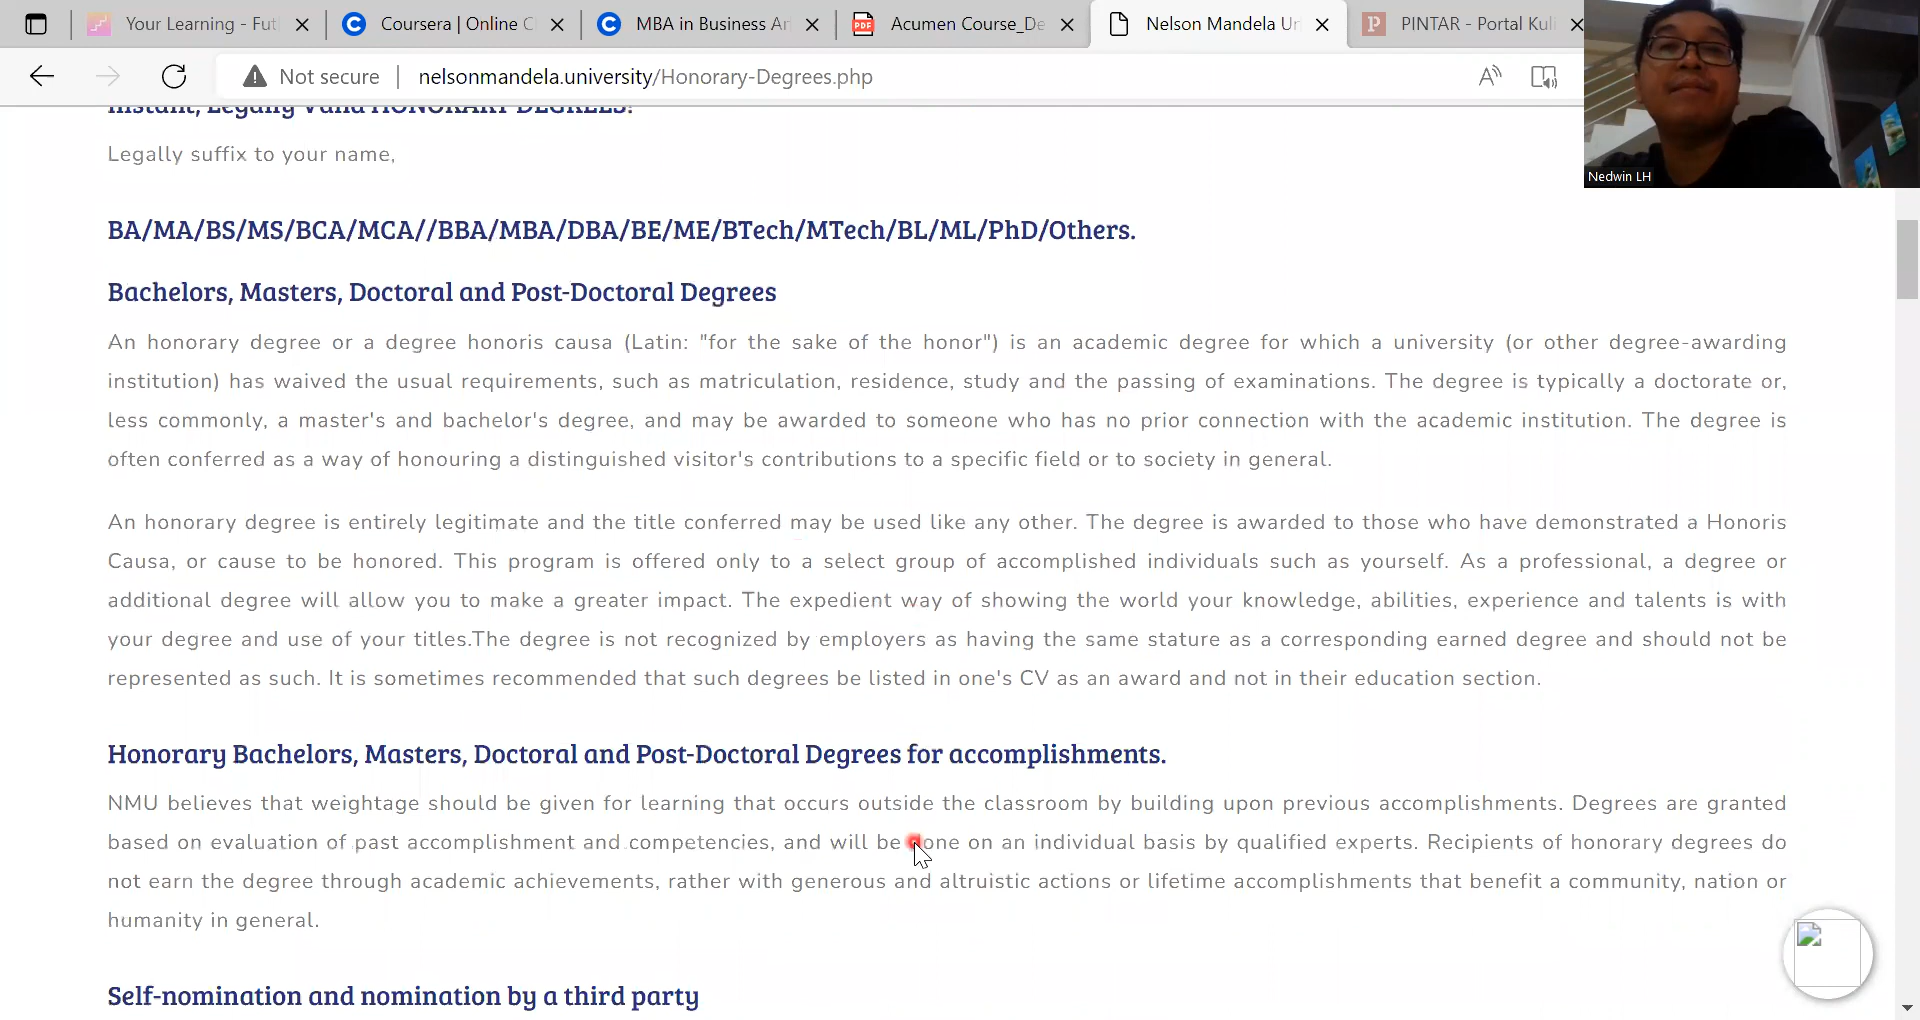 Your Learning - Fut
Coursera | Online C
MBA in Business An
Acumen Course_De
Nelson Mandela Un
PINTAR - Portal Kuli
Not secure
nelsonmandela.university/Honorary-Degrees.php
Nedwin LH
Instant, Legally Valid HONORARY DEGREES!
Legally suffix to your name,
BA/MA/BS/MS/BCA/MCA//BBA/MBA/DBA/BE/ME/BTech/MTech/BL/ML/PhD/Others.
Bachelors, Masters, Doctoral and Post-Doctoral Degrees
An honorary degree or a degree honoris causa (Latin: "for the sake of the honor") is an academic degree for which a university (or other degree-awarding
institution) has waived the usual requirements, such as matriculation, residence, study and the passing of examinations. The degree is typically a doctorate or,
less commonly, a master's and bachelor's degree, and may be awarded to someone who has no prior connection with the academic institution. The degree is
often conferred as a way of honouring a distinguished visitor's contributions to a specific field or to society in general.
An honorary degree is entirely legitimate and the title conferred may be used like any other. The degree is awarded to those who have demonstrated a Honoris
Causa, or cause to be honored. This program is offered only to a select group of accomplished individuals such as yourself. As a professional, a degree or
additional degree will allow you to make a greater impact. The expedient way of showing the world your knowledge, abilities, experience and talents is with
your degree and use of your titles.The degree is not recognized by employers as having the same stature as a corresponding earned degree and should not be
represented as such. It is sometimes recommended that such degrees be listed in one's CV as an award and not in their education section.
Honorary Bachelors, Masters, Doctoral and Post-Doctoral Degrees for accomplishments.
NMU believes that weightage should be given for learning that occurs outside the classroom by building upon previous accomplishments. Degrees are granted
based on evaluation of past accomplishment and competencies, and will be done on an individual basis by qualified experts. Recipients of honorary degrees do
not earn the degree through academic achievements, rather with generous and altruistic actions or lifetime accomplishments that benefit a community, nation or
humanity in general.
Self-nomination and nomination by a third party